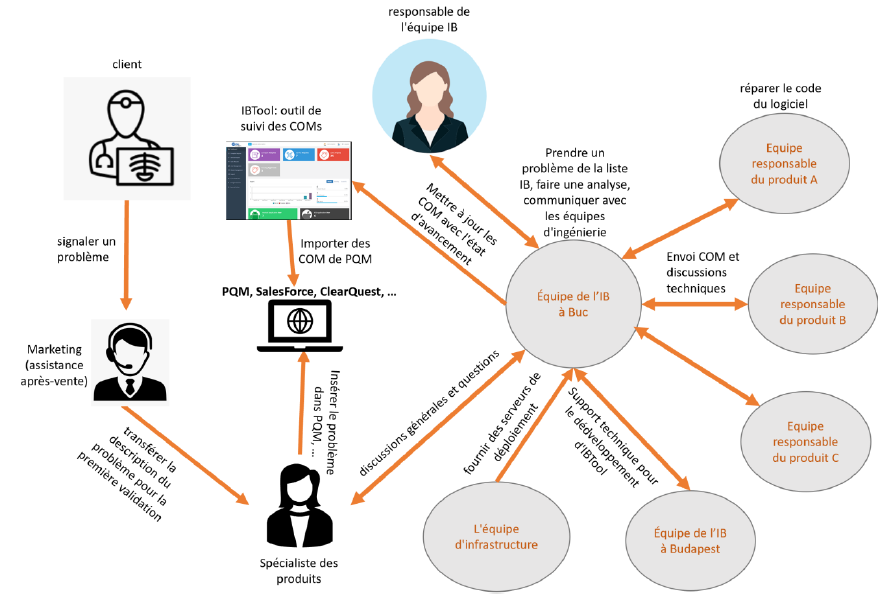 responsable de
l'équipe IB
client
IBTool: outil de
suivi des COMs
réparer le code
du logiciel
Prendre un
problème de la liste
IB, faire une analyse,
communiquer avec
les équipes
d'ingénierie
Equipe
responsable
du produit A
Mettre à jour les
COM avec l'état
d'avancement
signaler un
problème
Importer des
COM de PQM
Envoi COM et
discussions
techniques
PQM, SalesForce, ClearQuest, ...
Équipe de l'IB
à Buc
Equipe
responsable
du produit B
Marketing
(assistance
après-vente)
Insérer le problème
dans PQM, ...
discussions générales et questions
fournir des serveurs de
déploiement
Support technique pour
le dédveloppement
d'IBTool
Equipe
responsable
du produit C
transférer la
description du
problème pour la
première validation
L'équipe
d'infrastructure
Équipe de l'IB
à Budapest
Spécialiste des
produits